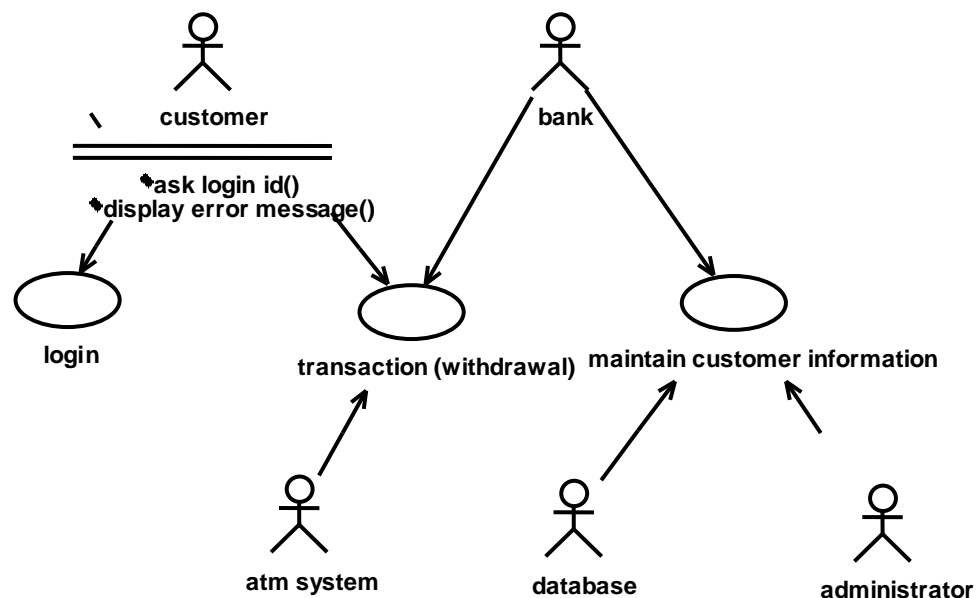 customer
bank
ask login id()
display error message()
login
transaction (withdrawal)
maintain customer information
atm system
database
administrator